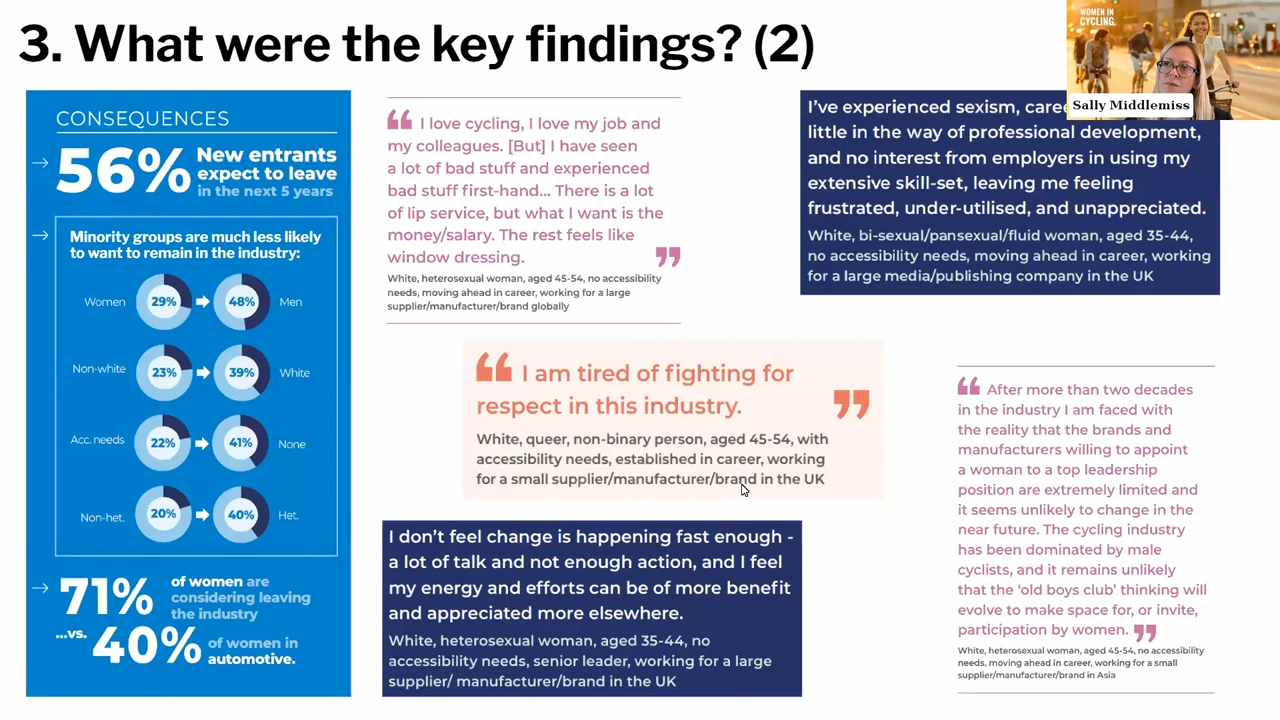 3. What were the key findings? (2)
WOMEN IN
CYCLING.
Sally Middlemiss
CONSEQUENCES
56%
New entrants
expect to leave
in the next 5 years
Minority groups are much less likely
to want to remain in the industry:
Women 29% 48% Men
Non-white 23% 39% White
Acc. needs 22% 41% None
Non-het. 20% 40% Het.
71%
of women are
considering leaving
the industry
...vs. 40%
of women in
automotive.
“ I love cycling, I love my job and
my colleagues. [But] I have seen
a lot of bad stuff and experienced
bad stuff first-hand... There is a lot
of lip service, but what I want is the
money/salary. The rest feels like
window dressing. ”
White, heterosexual woman, aged 45-54, no accessibility
needs, moving ahead in career, working for a large
supplier/manufacturer/brand globally
I've experienced sexism,
little in the way of professional development,
and no interest from employers in using my
extensive skill-set, leaving me feeling
frustrated, under-utilised, and unappreciated.
White, bi-sexual/pansexual/fluid woman, aged 35-44,
no accessibility needs, moving ahead in career, working
for a large media/publishing company in the UK
“ I am tired of fighting for
respect in this industry. ”
White, queer, non-binary person, aged 45-54, with
accessibility needs, established in career, working
for a small supplier/manufacturer/brand in the UK
I don't feel change is happening fast enough -
a lot of talk and not enough action, and I feel
my energy and efforts can be of more benefit
and appreciated more elsewhere.
White, heterosexual woman, aged 35-44, no
accessibility needs, senior leader, working for a large
supplier/ manufacturer/brand in the UK
“ After more than two decades
in the industry I am faced with
the reality that the brands and
manufacturers willing to appoint
a woman to a top leadership
position are extremely limited and
it seems unlikely to change in the
near future. The cycling industry
has been dominated by male
cyclists, and it remains unlikely
that the ‘old boys club’ thinking will
evolve to make space for, or invite,
participation by women. ”
White, heterosexual woman, aged 45-54, no accessibility
needs, moving ahead in career, working for a small
supplier/manufacturer/brand in Asia